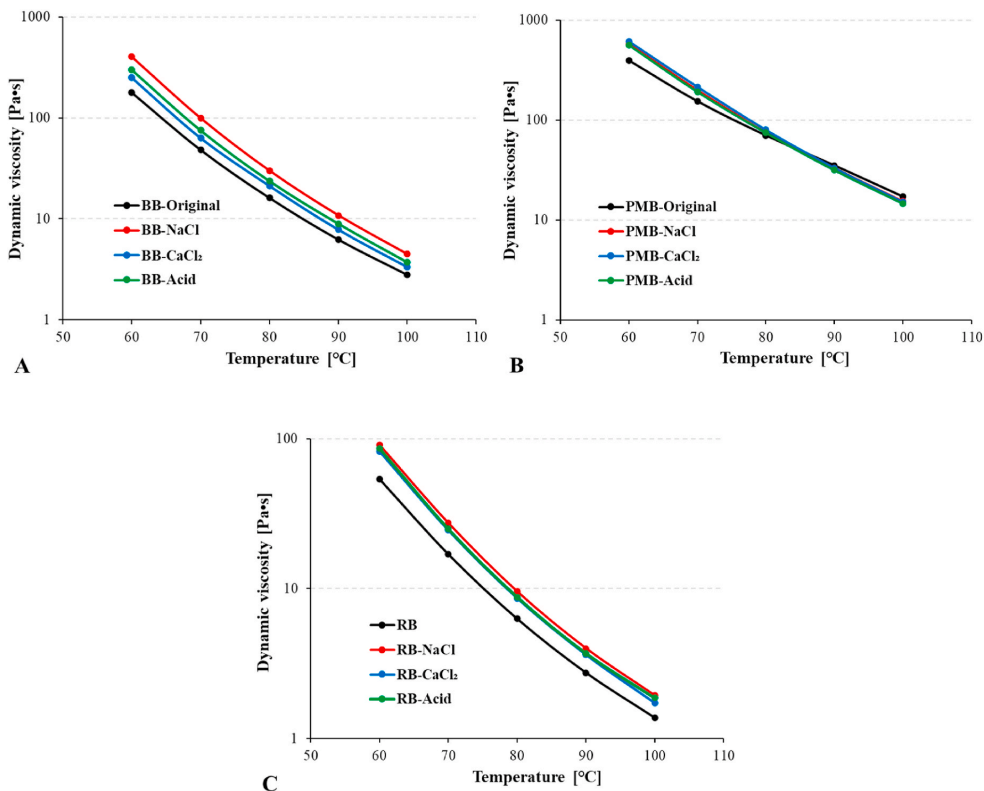 1000
100
10
1
50
60
70
80
90
100
110
Dynamic viscosity [Pa•s]
Temperature [°C]
BB-Original
BB-NaCl
BB-CaCl₂
BB-Acid
A
1000
100
10
1
50
60
70
80
90
100
110
Dynamic viscosity [Pa•s]
Temperature [°C]
PMB-Original
PMB-NaCl
PMB-CaCl₂
PMB-Acid
B
100
10
1
50
60
70
80
90
100
110
Dynamic viscosity [Pa•s]
Temperature [°C]
RB
RB-NaCl
RB-CaCl₂
RB-Acid
C